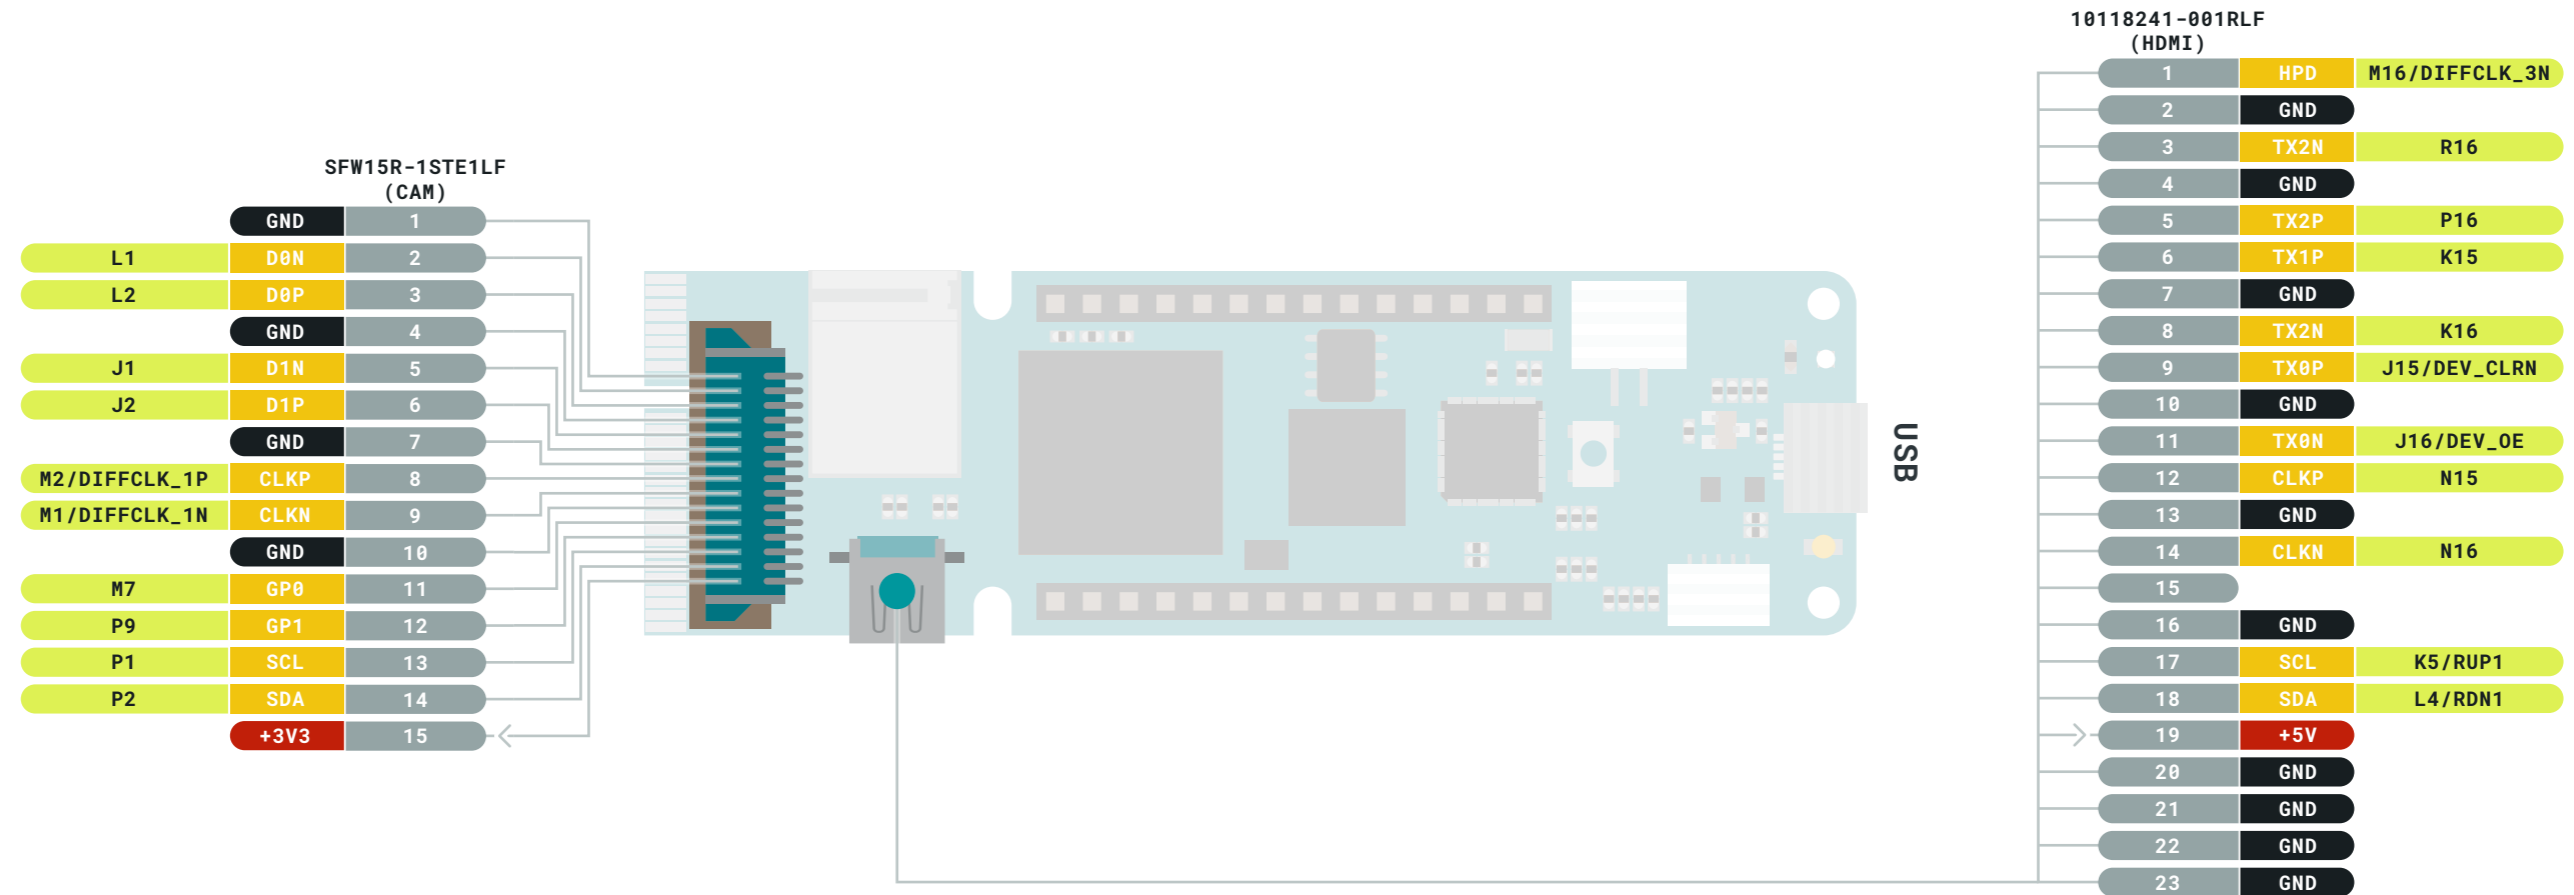 SFW15R-1STE1LF
(CAM)
GND 1
L1 D0N 2
L2 D0P 3
GND 4
J1 D1N 5
J2 D1P 6
GND 7
M2/DIFFCLK_1P CLKP 8
M1/DIFFCLK_1N CLKN 9
GND 10
M7 GP0 11
P9 GP1 12
P1 SCL 13
P2 SDA 14
+3V3 15
USB
10118241-001RLF
(HDMI)
1 HPD M16/DIFFCLK_3N
2 GND
3 TX2N R16
4 GND
5 TX2P P16
6 TX1P K15
7 GND
8 TX2N K16
9 TX0P J15/DEV_CLRN
10 GND
11 TX0N J16/DEV_OE
12 CLKP N15
13 GND
14 CLKN N16
15
16 GND
17 SCL K5/RUP1
18 SDA L4/RDN1
19 +5V
20 GND
21 GND
22 GND
23 GND